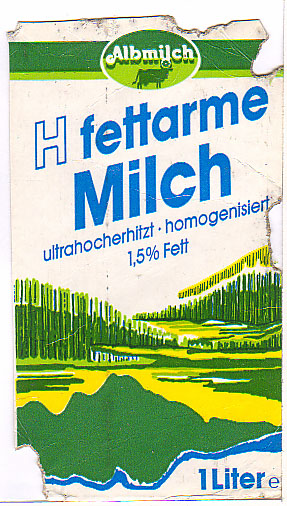 Albmilch
H fettarme
Milch
ultrahocherhitzt · homogenisiert
1,5% Fett
1 Liter e